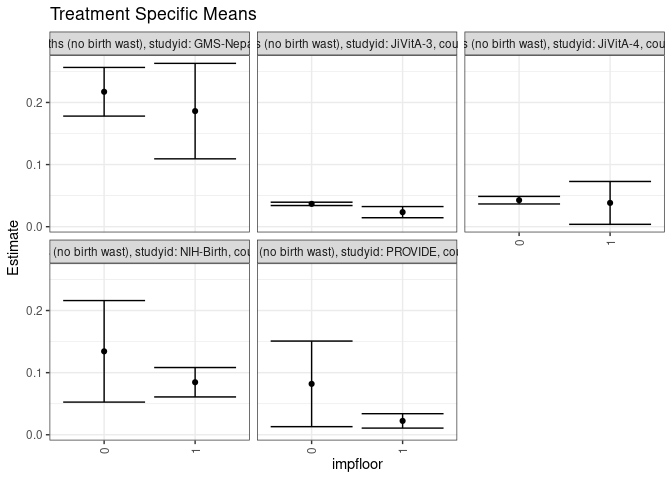 Treatment Specific Means
(no birth wast), studyid: GMS-Nepa
(no birth wast), studyid: JiVitA-3, cou
(no birth wast), studyid: JiVitA-4, cou
0.2
0.1
0.0
0
1
(no birth wast), studyid: NIH-Birth, cou
(no birth wast), studyid: PROVIDE, cou
0.2
0.1
0.0
0
1
0
1
Estimate
impfloor